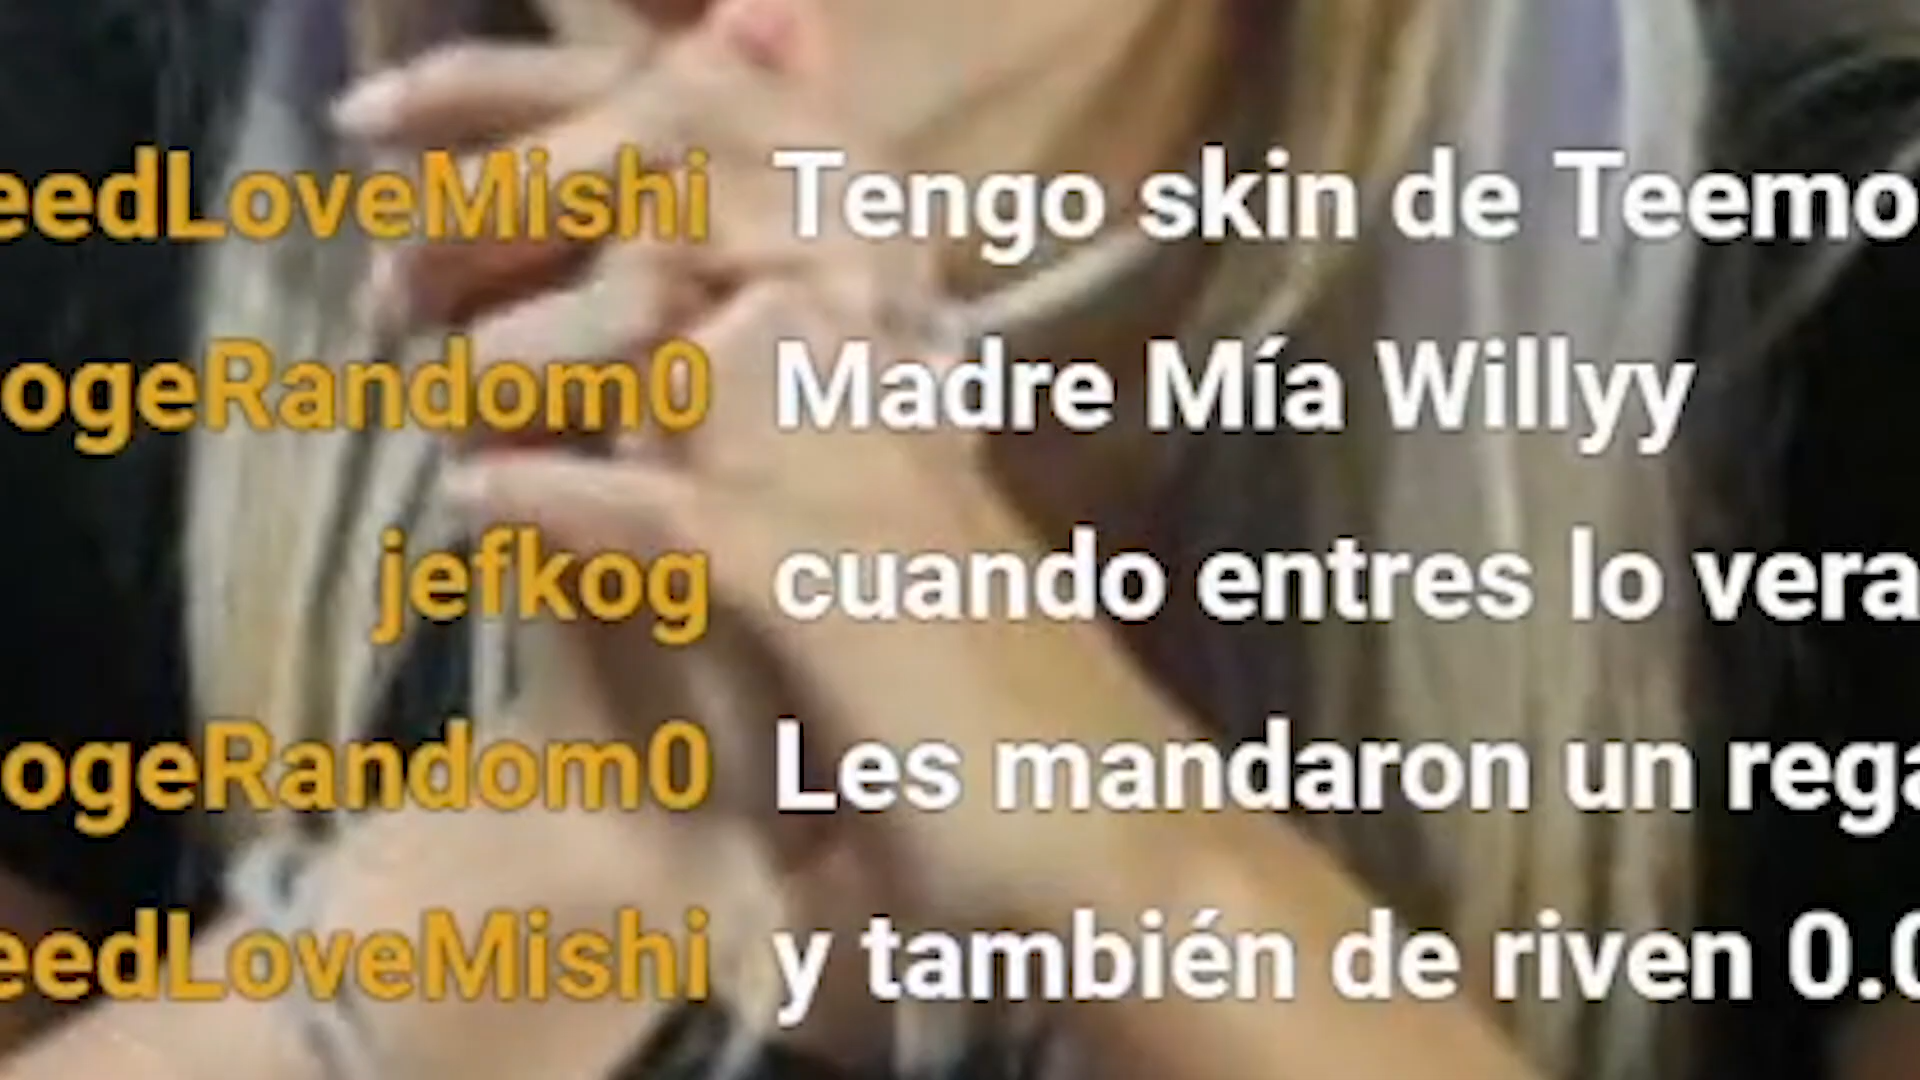 eedLoveMishi Tengo skin de Teemo
ogeRandom0 Madre Mía Willyy
jefkog cuando entres lo vera
ogeRandom0 Les mandaron un rega
eedLoveMishi y también de riven 0.0